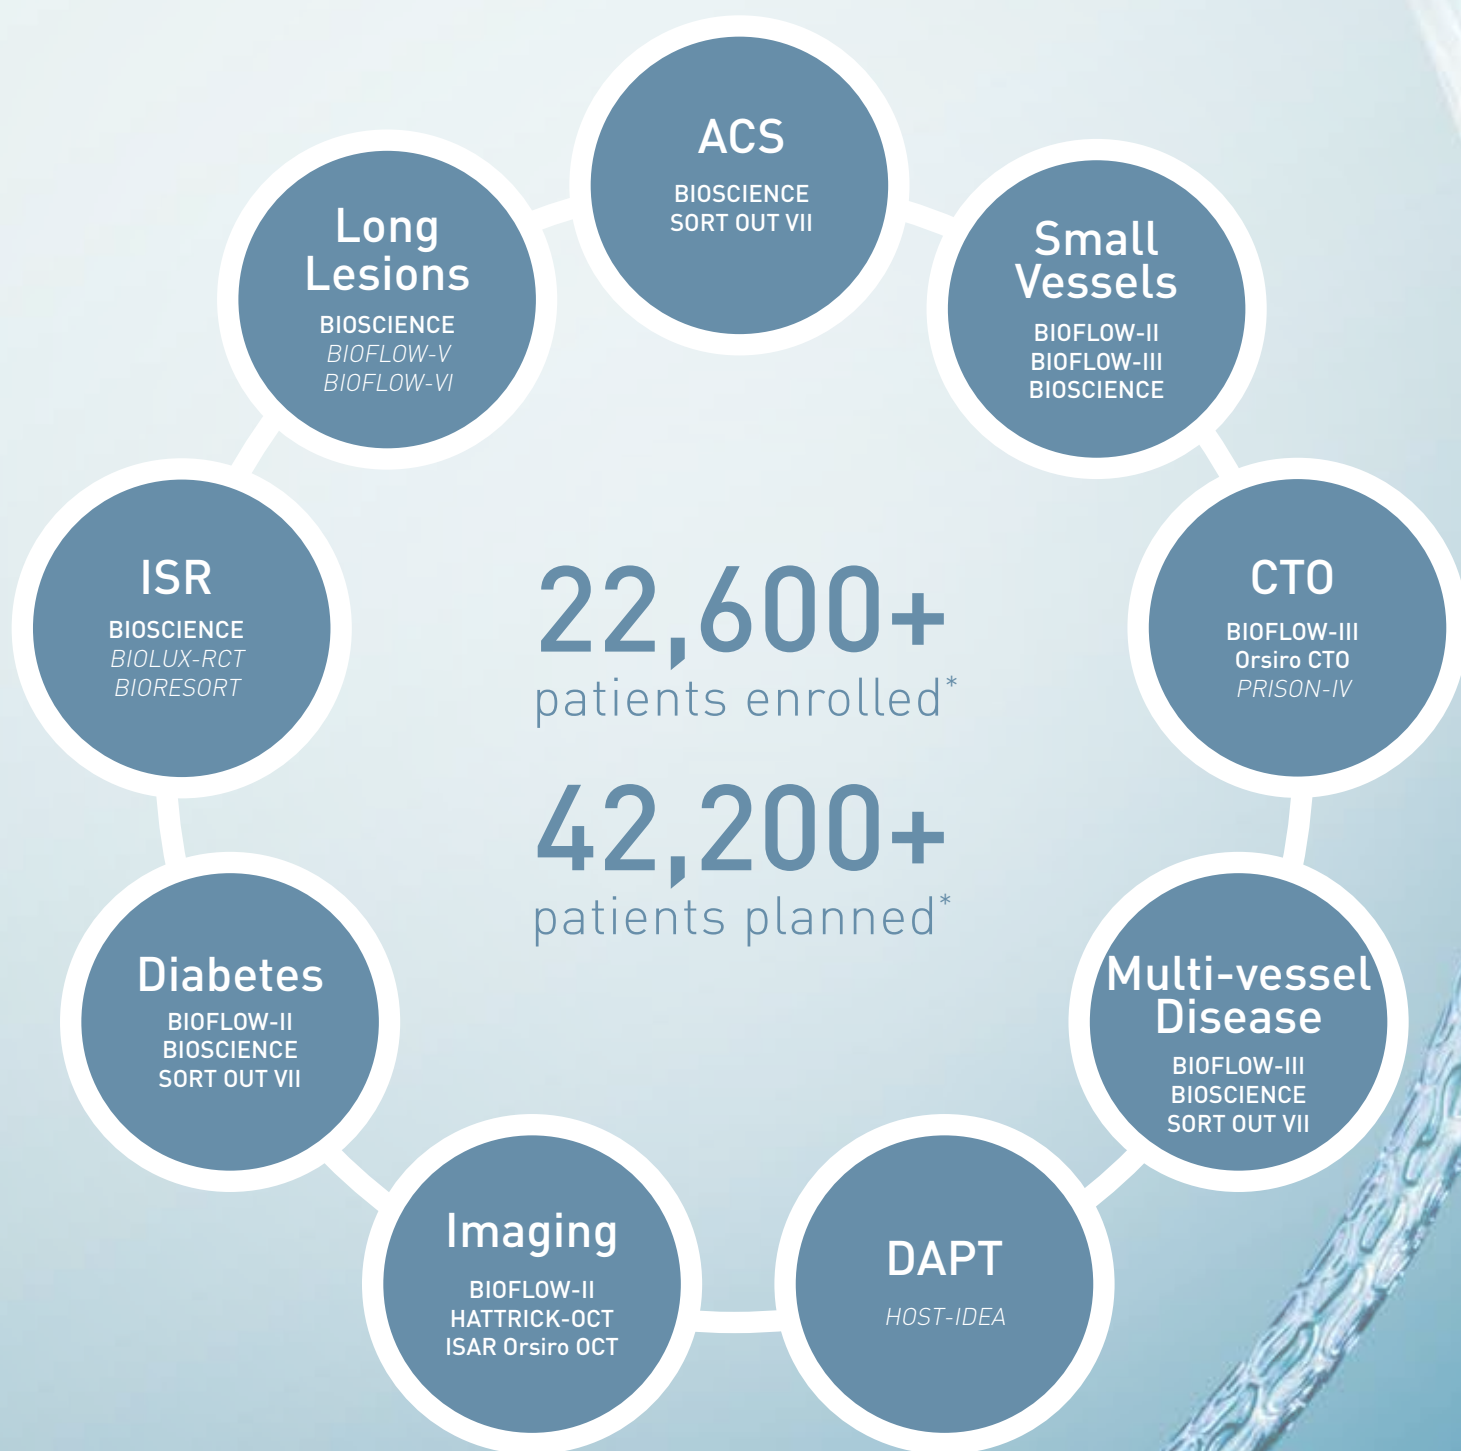 ACS
BIOSCIENCE
SORT OUT VII
Small
Vessels
BIOFLOW-II
BIOFLOW-III
BIOSCIENCE
CTO
BIOFLOW-III
Orsiro CTO
PRISON-IV
Multi-vessel
Disease
BIOFLOW-III
BIOSCIENCE
SORT OUT VII
DAPT
HOST-IDEA
Imaging
BIOFLOW-II
HATTRICK-OCT
ISAR Orsiro OCT
Diabetes
BIOFLOW-II
BIOSCIENCE
SORT OUT VII
ISR
BIOSCIENCE
BIOLUX-RCT
BIORESORT
Long
Lesions
BIOSCIENCE
BIOFLOW-V
BIOFLOW-VI
22,600+
patients enrolled*
42,200+
patients planned*